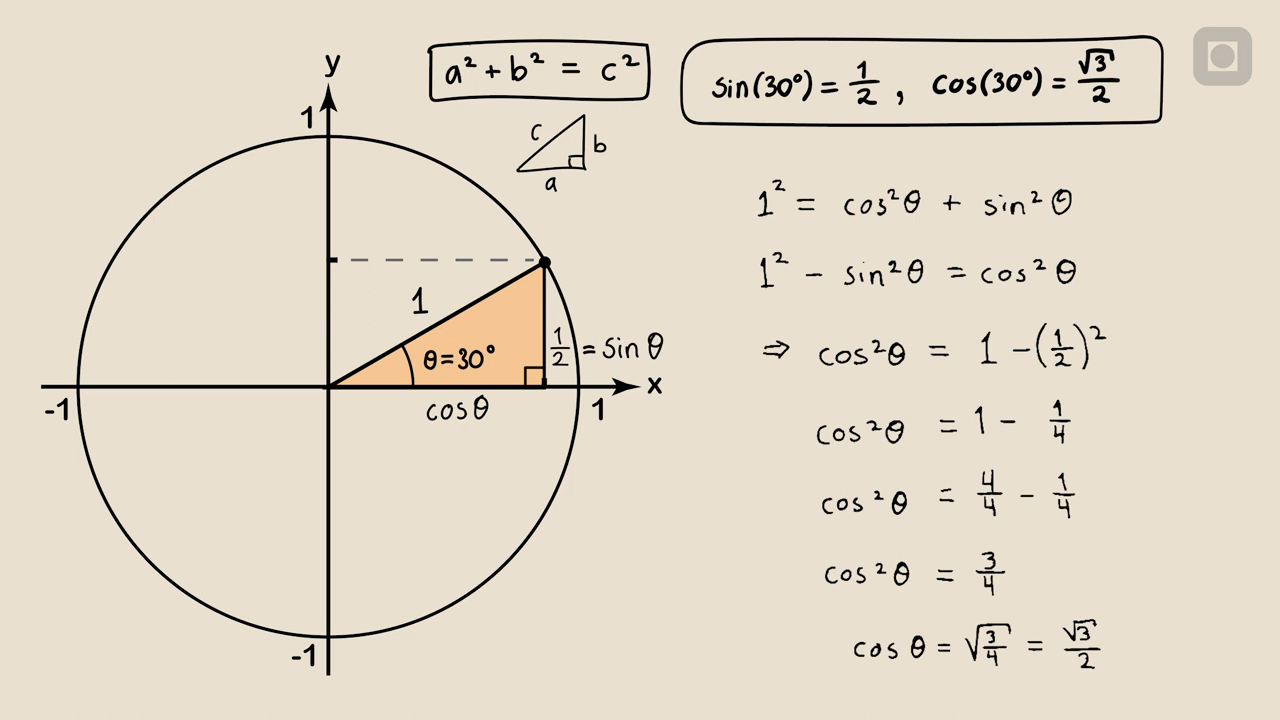 a² + b² = c²
sin(30°) = 1/2 , cos(30°) = √3/2
y
1
c
b
a
1
θ=30°
1/2 = sin θ
x
-1
cosθ
1
-1
1² = cos²θ + sin²θ
1² - sin²θ = cos²θ
⇒ cos²θ = 1 - (1/2)²
cos²θ = 1 - 1/4
cos²θ = 4/4 - 1/4
cos²θ = 3/4
cos θ = √(3/4) = √3/2